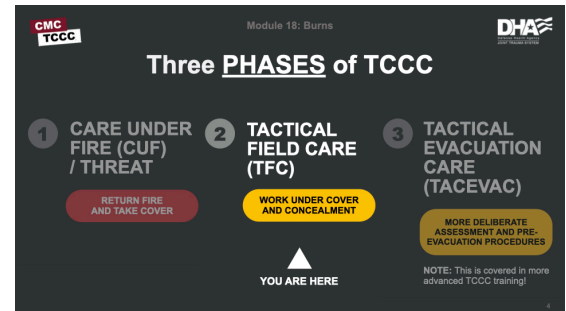 CMC
TCCC
Module 18: Burns
DHA
Defense Health Agency
JOINT TRAUMA SYSTEM
Three PHASES of TCCC
1
CARE UNDER
FIRE (CUF)
/ THREAT
RETURN FIRE
AND TAKE COVER
2
TACTICAL
FIELD CARE
(TFC)
WORK UNDER COVER
AND CONCEALMENT
YOU ARE HERE
3
TACTICAL
EVACUATION
CARE
(TACEVAC)
MORE DELIBERATE
ASSESSMENT AND PRE-
EVACUATION PROCEDURES
NOTE: This is covered in more
advanced TCCC training!
4